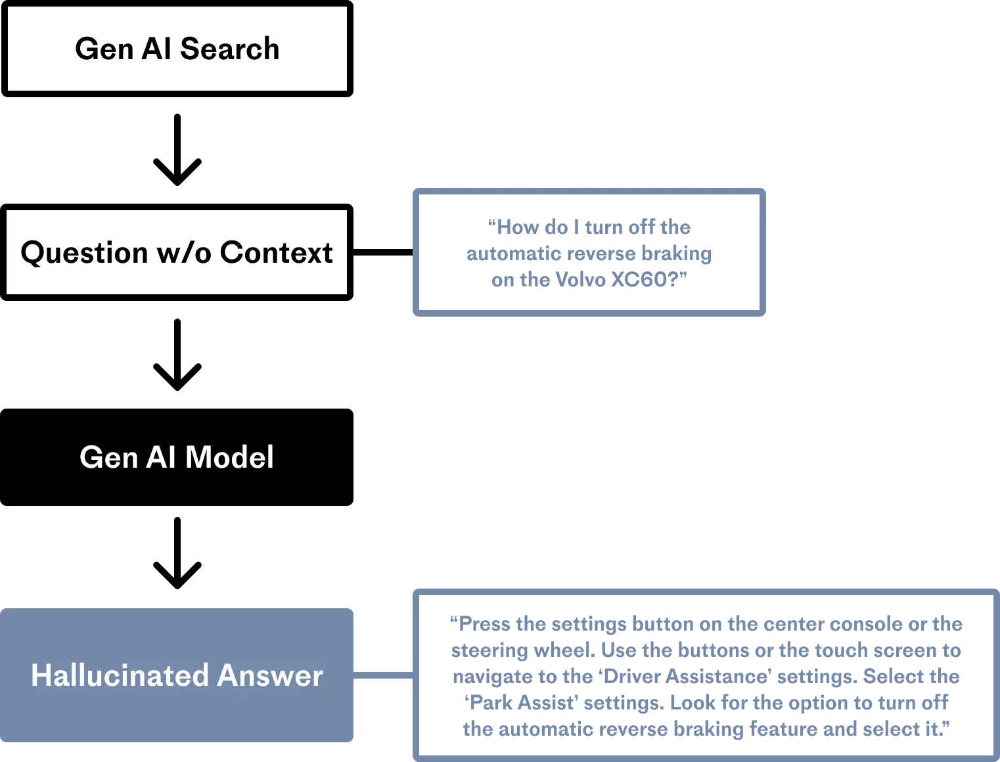 Gen AI Search
Question w/o Context
“How do I turn off the
automatic reverse braking
on the Volvo XC60?”
Gen AI Model
Hallucinated Answer
“Press the settings button on the center console or the
steering wheel. Use the buttons or the touch screen to
navigate to the ‘Driver Assistance’ settings. Select the
‘Park Assist’ settings. Look for the option to turn off
the automatic reverse braking feature and select it.”